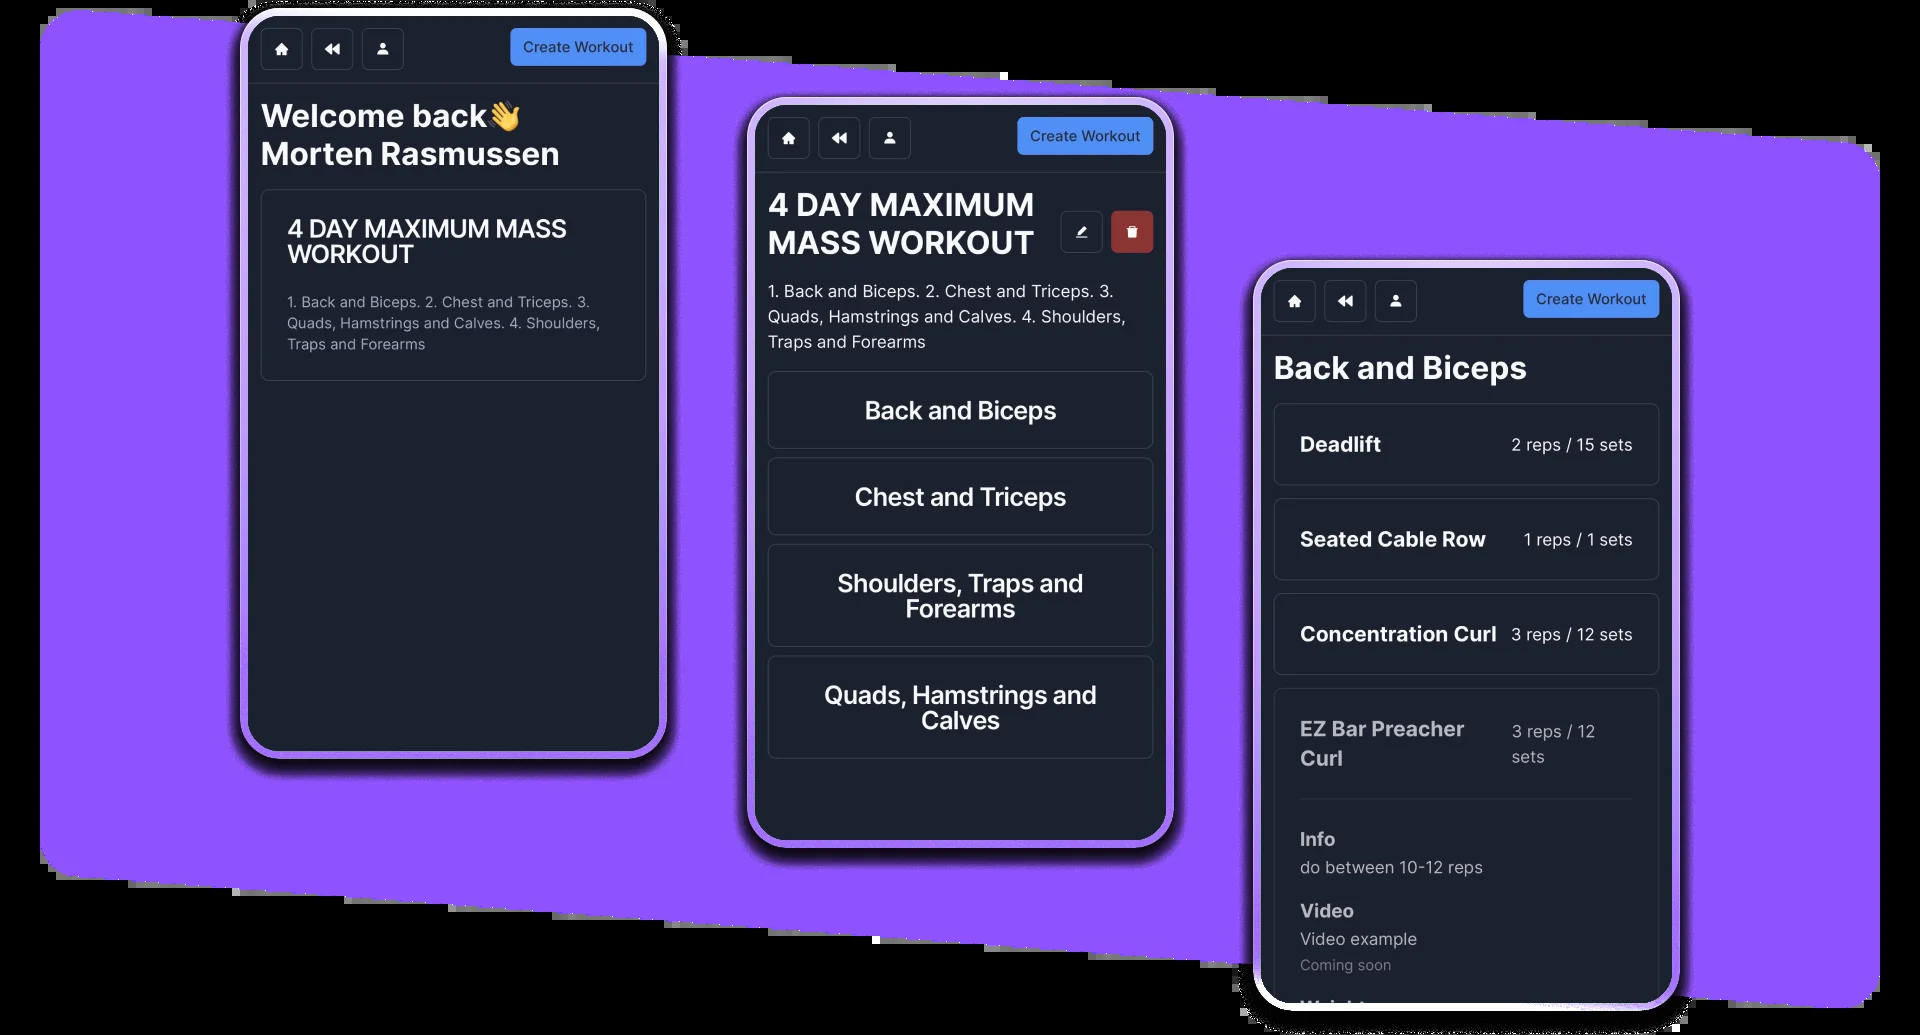 Create Workout
Welcome back👋
Morten Rasmussen
4 DAY MAXIMUM MASS
WORKOUT
1. Back and Biceps. 2. Chest and Triceps. 3.
Quads, Hamstrings and Calves. 4. Shoulders,
Traps and Forearms
Create Workout
4 DAY MAXIMUM
MASS WORKOUT
1. Back and Biceps. 2. Chest and Triceps. 3.
Quads, Hamstrings and Calves. 4. Shoulders,
Traps and Forearms
Back and Biceps
Chest and Triceps
Shoulders, Traps and
Forearms
Quads, Hamstrings and
Calves
Create Workout
Back and Biceps
Deadlift 2 reps / 15 sets
Seated Cable Row 1 reps / 1 sets
Concentration Curl 3 reps / 12 sets
EZ Bar Preacher 3 reps / 12
Curl sets
Info
do between 10-12 reps
Video
Video example
Coming soon